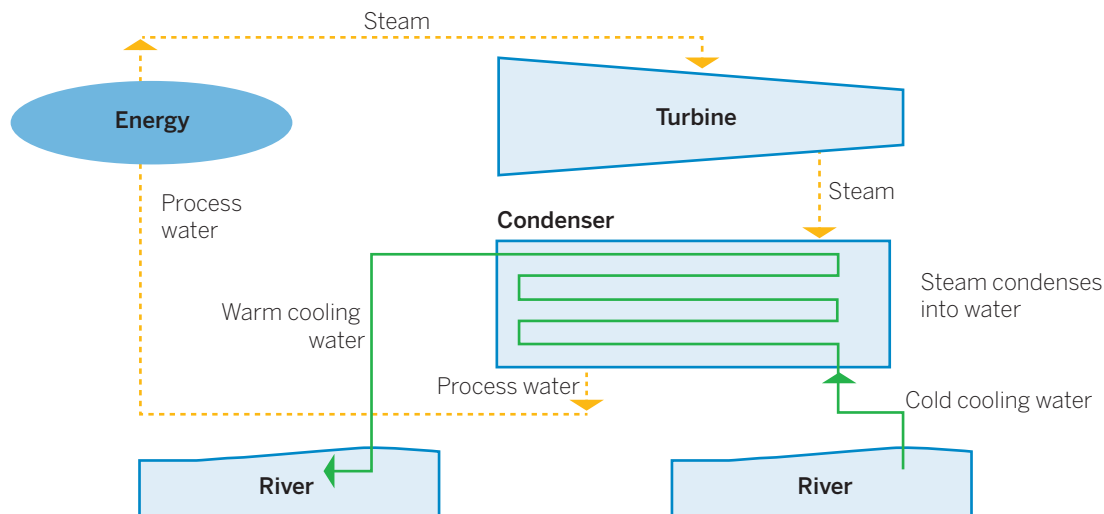 Steam
Energy
Turbine
Process
water
Steam
Condenser
Steam condenses
into water
Warm cooling
water
Process water
Cold cooling water
River
River